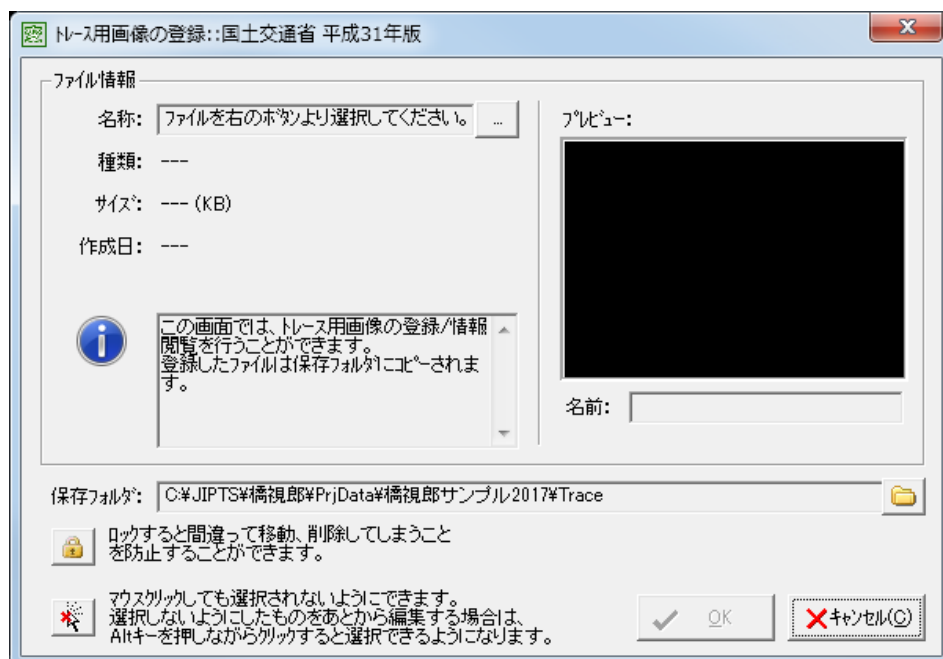 トレース用画像の登録::国土交通省 平成31年版
ファイル情報
名称: ファイルを右のボタンより選択してください。 ...
種類: ---
サイズ: --- (KB)
作成日: ---
この画面では、トレース用画像の登録/情報
閲覧を行うことができます。
登録したファイルは保存フォルダにコピーされま
す。
プレビュー:
名前:
保存フォルダ: C:¥JIPTS¥橋視郎¥PrjData¥橋視郎サンプル2017¥Trace
ロックすると間違って移動、削除してしまうこと
を防止することができます。
マウスクリックしても選択されないようにできます。
選択しないようにしたものをあとから編集する場合は、
Altキーを押しながらクリックすると選択できるようになります。
OK
キャンセル(C)